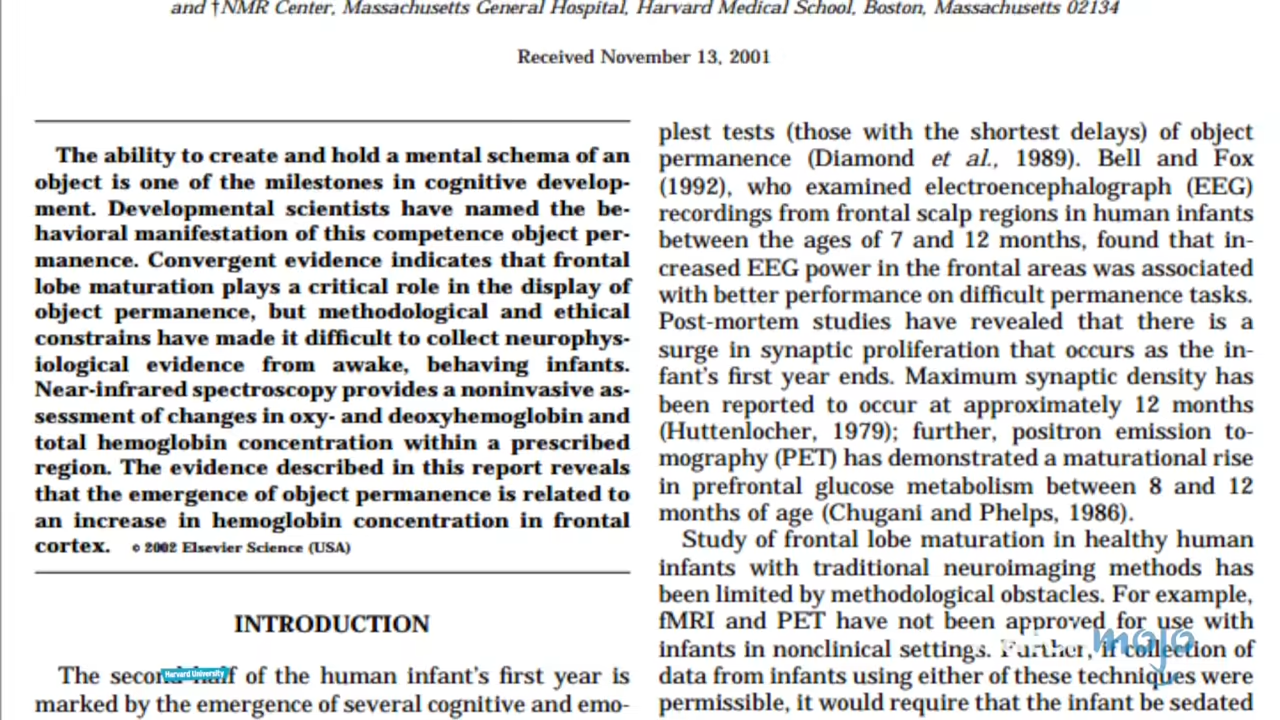 and †NMR Center, Massachusetts General Hospital, Harvard Medical School, Boston, Massachusetts 02134
Received November 13, 2001
The ability to create and hold a mental schema of an
object is one of the milestones in cognitive develop-
ment. Developmental scientists have named the be-
havioral manifestation of this competence object per-
manence. Convergent evidence indicates that frontal
lobe maturation plays a critical role in the display of
object permanence, but methodological and ethical
constrains have made it difficult to collect neurophys-
iological evidence from awake, behaving infants.
Near-infrared spectroscopy provides a noninvasive as-
sessment of changes in oxy- and deoxyhemoglobin and
total hemoglobin concentration within a prescribed
region. The evidence described in this report reveals
that the emergence of object permanence is related to
an increase in hemoglobin concentration in frontal
cortex. © 2002 Elsevier Science (USA)
INTRODUCTION
The second half of the human infant's first year is
marked by the emergence of several cognitive and emo-
Harvard University
plest tests (those with the shortest delays) of object
permanence (Diamond et al., 1989). Bell and Fox
(1992), who examined electroencephalograph (EEG)
recordings from frontal scalp regions in human infants
between the ages of 7 and 12 months, found that in-
creased EEG power in the frontal areas was associated
with better performance on difficult permanence tasks.
Post-mortem studies have revealed that there is a
surge in synaptic proliferation that occurs as the in-
fant's first year ends. Maximum synaptic density has
been reported to occur at approximately 12 months
(Huttenlocher, 1979); further, positron emission to-
mography (PET) has demonstrated a maturational rise
in prefrontal glucose metabolism between 8 and 12
months of age (Chugani and Phelps, 1986).
Study of frontal lobe maturation in healthy human
infants with traditional neuroimaging methods has
been limited by methodological obstacles. For example,
fMRI and PET have not been approved for use with
infants in nonclinical settings. Further, if collection of
data from infants using either of these techniques were
permissible, it would require that the infant be sedated
mojo